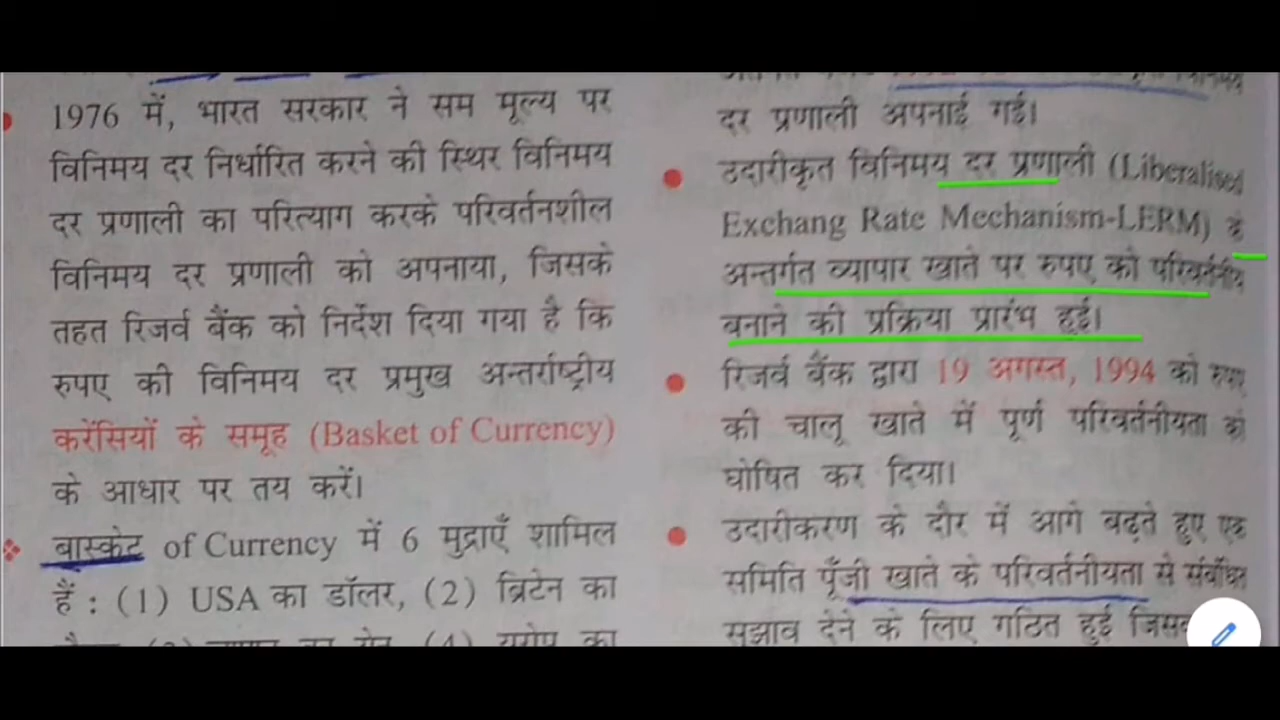 1976 में, भारत सरकार ने सम मूल्य पर
विनिमय दर निर्धारित करने की स्थिर विनिमय
दर प्रणाली का परित्याग करके परिवर्तनशील
विनिमय दर प्रणाली को अपनाया, जिसके
तहत रिजर्व बैंक को निर्देश दिया गया है कि
रुपए की विनिमय दर प्रमुख अन्तर्राष्ट्रीय
करेंसियों के समूह (Basket of Currency)
के आधार पर तय करें।
बास्केट of Currency में 6 मुद्राएँ शामिल
हैं : (1) USA का डॉलर, (2) ब्रिटेन का
दर प्रणाली अपनाई गई।
उदारीकृत विनिमय दर प्रणाली (Liberalised
Exchang Rate Mechanism-LERM) के
अन्तर्गत व्यापार खाते पर रुपए को परिवर्तनीय
बनाने की प्रक्रिया प्रारंभ हुई।
रिजर्व बैंक द्वारा 19 अगस्त, 1994 को रुपए
की चालू खाते में पूर्ण परिवर्तनीयता को
घोषित कर दिया।
उदारीकरण के दौर में आगे बढ़ते हुए एक
समिति पूँजी खाते के परिवर्तनीयता से संबंधित
सुझाव देने के लिए गठित हुई